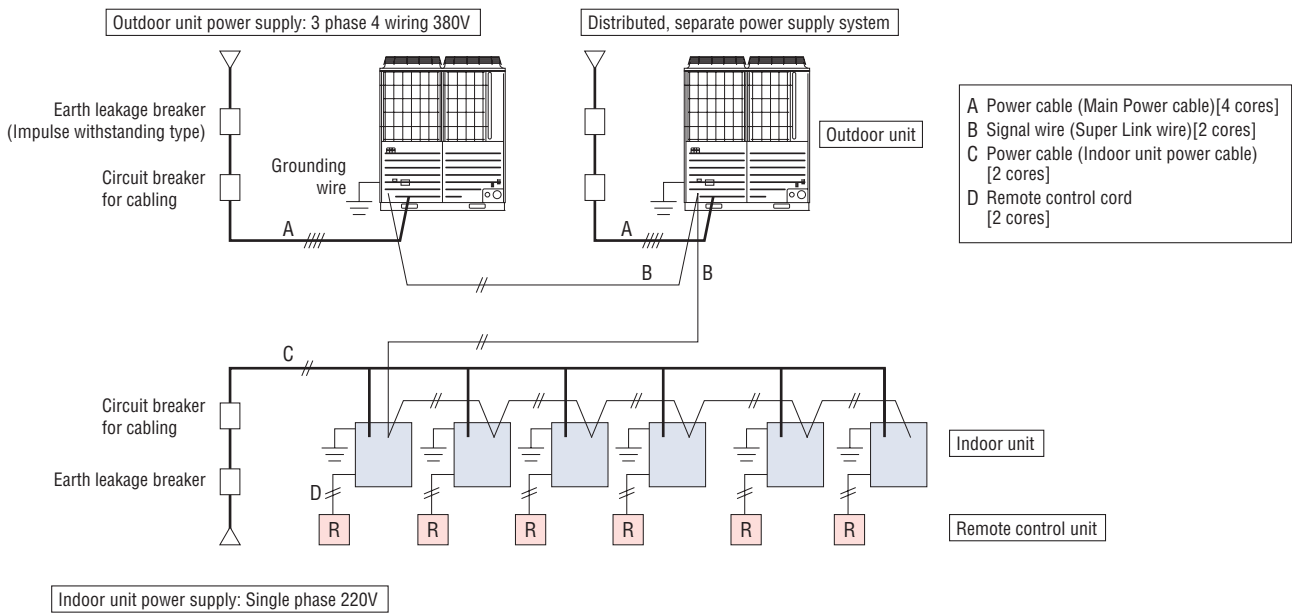 Outdoor unit power supply: 3 phase 4 wiring 380V
Distributed, separate power supply system
Earth leakage breaker
(Impulse withstanding type)
Circuit breaker
for cabling
Grounding
wire
Outdoor unit
A Power cable (Main Power cable)[4 cores]
B Signal wire (Super Link wire)[2 cores]
C Power cable (Indoor unit power cable)
[2 cores]
D Remote control cord
[2 cores]
A
A
B
B
C
Circuit breaker
for cabling
Earth leakage breaker
Indoor unit
D
R
R
R
R
R
R
Remote control unit
Indoor unit power supply: Single phase 220V